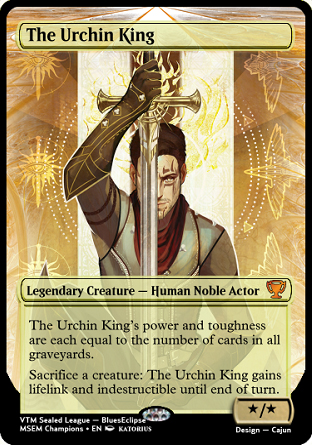 The Urchin King
Legendary Creature — Human Noble Actor
The Urchin King's power and toughness
are each equal to the number of cards in all
graveyards.
Sacrifice a creature: The Urchin King gains
lifelink and indestructible until end of turn.
★/★
VTM Sealed League — BluesEclipse
MSEM Champions • EN ✒ KATORIUS
Design — Cajun